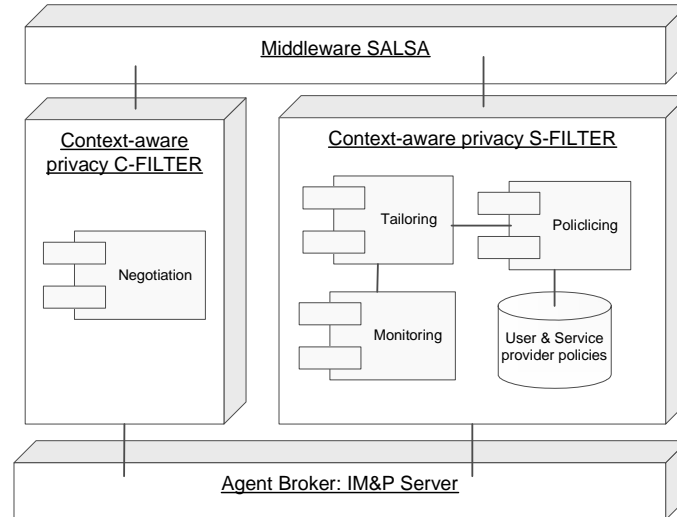 Middleware SALSA
Context-aware
privacy C-FILTER
Negotiation
Context-aware privacy S-FILTER
Tailoring
Policlicing
Monitoring
User & Service
provider policies
Agent Broker: IM&P Server